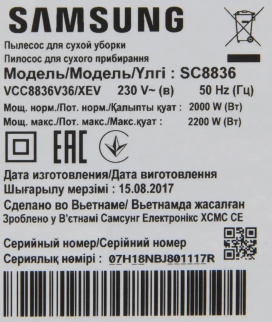 SAMSUNG
Пылесос для сухой уборки
Пилосос для сухого прибирання
Модель/Модель/Үлгі : SC8836
VCC8836V36/XEV 230 V~ (в) 50 Hz (Гц)
Мощ. норм./Пот. норм./Қалыпты қуат : 2000 W (Вт)
Мощ. макс./Пот. макс./Макс.қуат : 2200 W (Вт)
EAC
Дата изготовления/Дата виготовлення
Шығарылу мерзімі : 15.08.2017
Сделано во Вьетнаме/ Вьетнамда жасалған
Зроблено у В'єтнамі Самсунг Електронікс ХСМС СЕ
Серийный номер/Серійний номер
Сериялық нөмірі : 07H18NBJ801117R